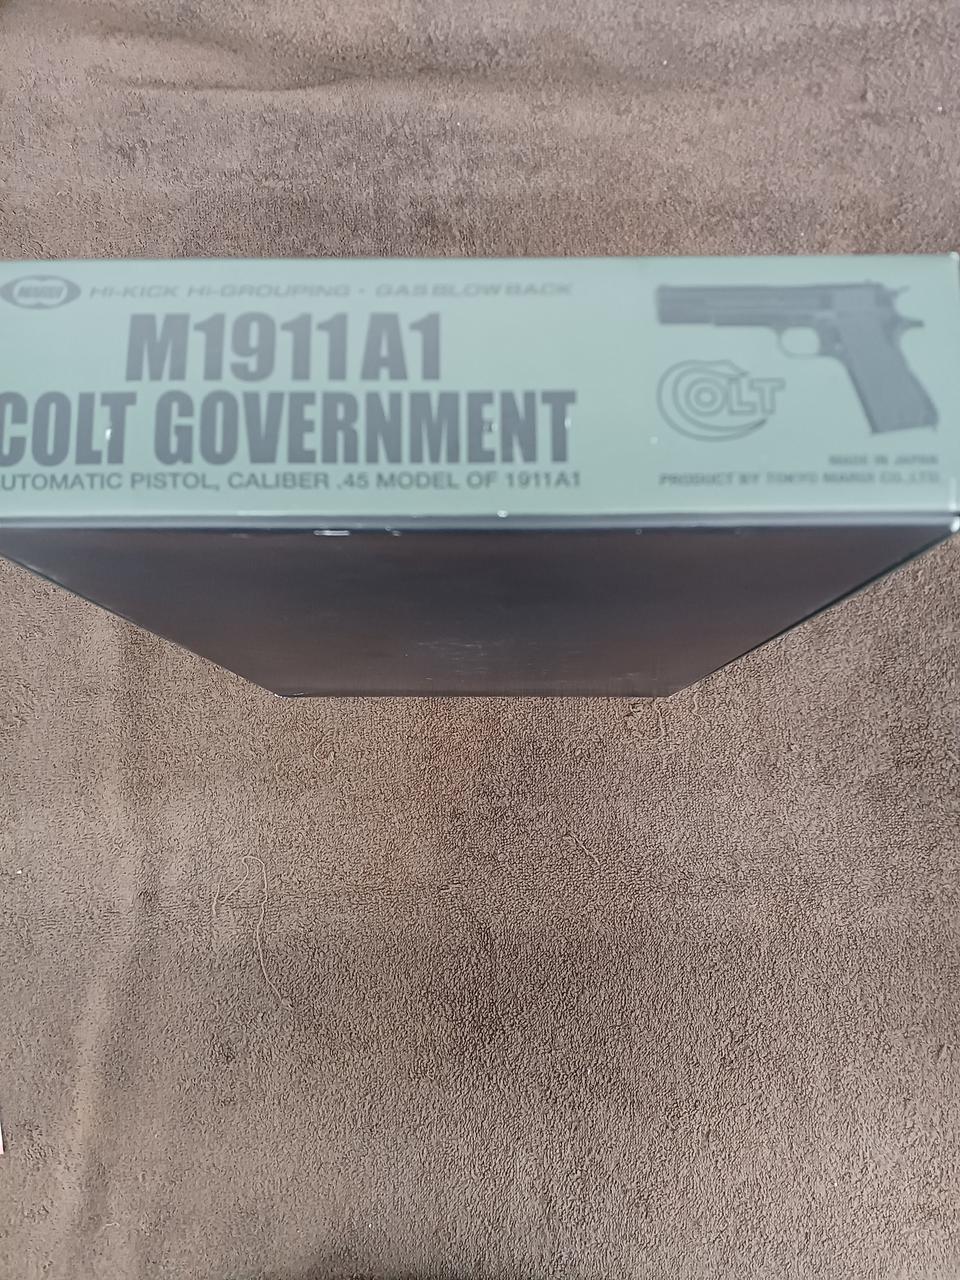 MARUI HI-KICK HI-GROUPING · GAS BLOW BACK
M1911A1
COLT GOVERNMENT
AUTOMATIC PISTOL, CALIBER .45 MODEL OF 1911A1
COLT
MADE IN JAPAN
PRODUCT BY TOKYO MARUI CO.,LTD.